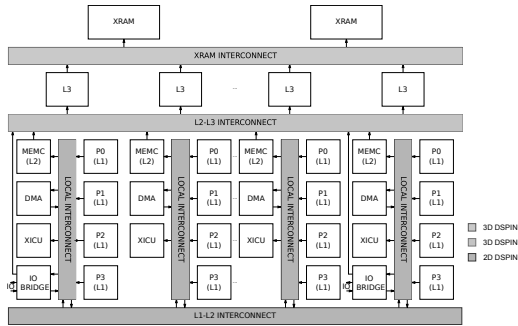 XRAM XRAM
XRAM INTERCONNECT
L3 L3 ... L3 L3
L2-L3 INTERCONNECT
MEMC (L2) P0 (L1) MEMC (L2) P0 (L1) ... MEMC (L2) P0 (L1) MEMC (L2) P0 (L1)
LOCAL INTERCONNECT LOCAL INTERCONNECT LOCAL INTERCONNECT LOCAL INTERCONNECT
DMA P1 (L1) DMA P1 (L1) ... DMA P1 (L1) DMA P1 (L1)
XICU P2 (L1) XICU P2 (L1) ... XICU P2 (L1) XICU P2 (L1)
IO IO BRIDGE P3 (L1) P3 (L1) ... P3 (L1) IO IO BRIDGE P3 (L1)
L1-L2 INTERCONNECT
3D DSPIN
3D DSPIN
2D DSPIN